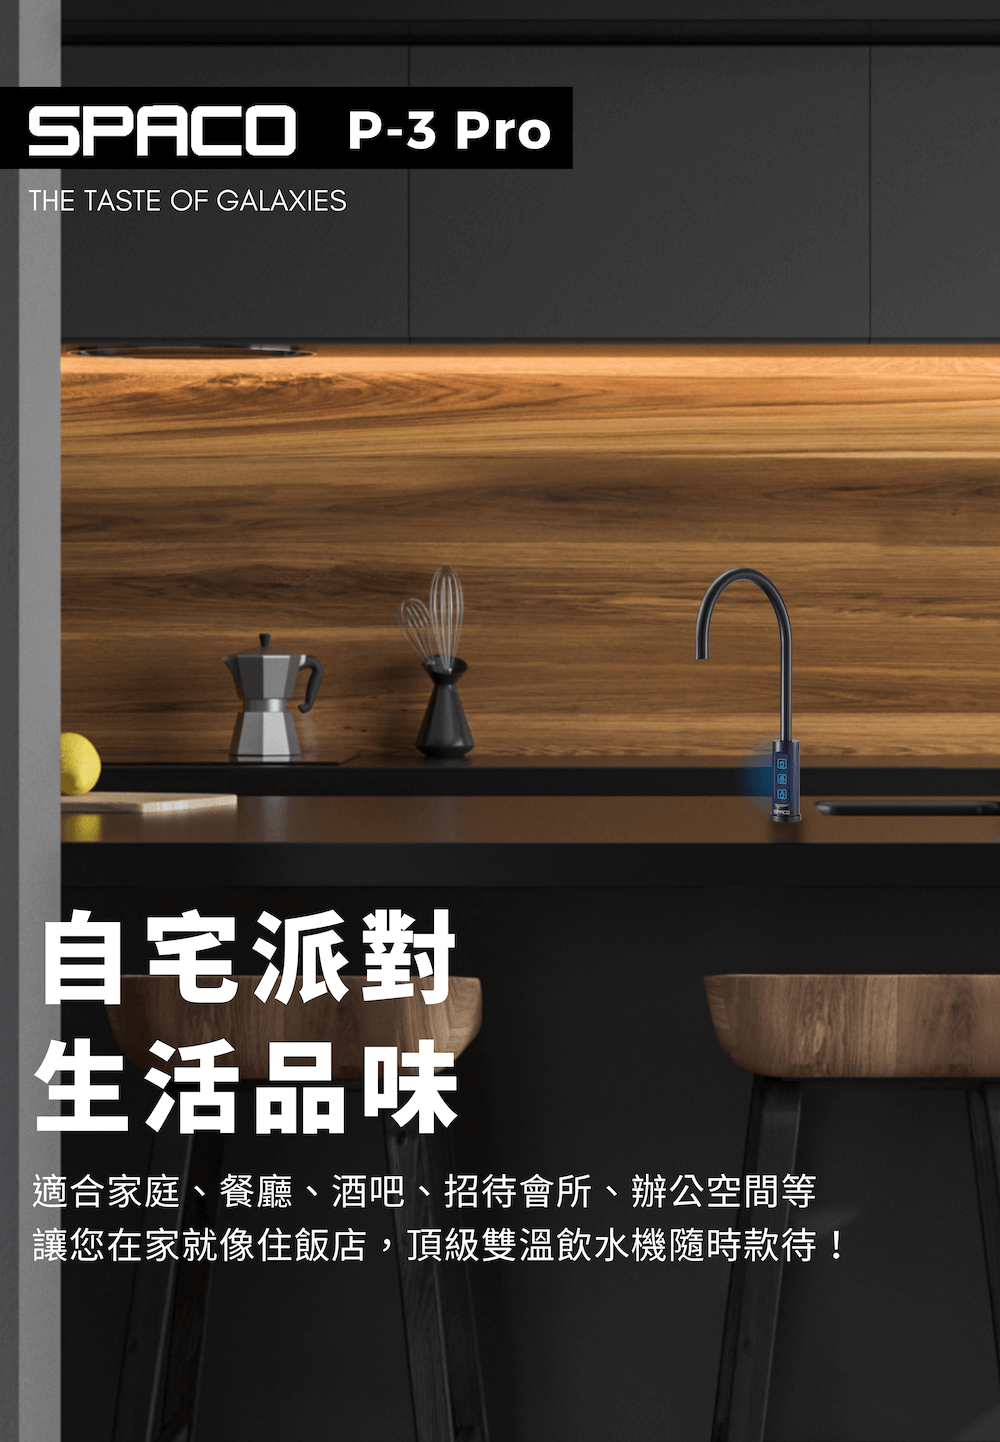 SPACO P-3 Pro
THE TASTE OF GALAXIES
SPACO
自宅派對
生活品味
適合家庭、餐廳、酒吧、招待會所、辦公空間等
讓您在家就像住飯店，頂級雙溫飲水機隨時款待！